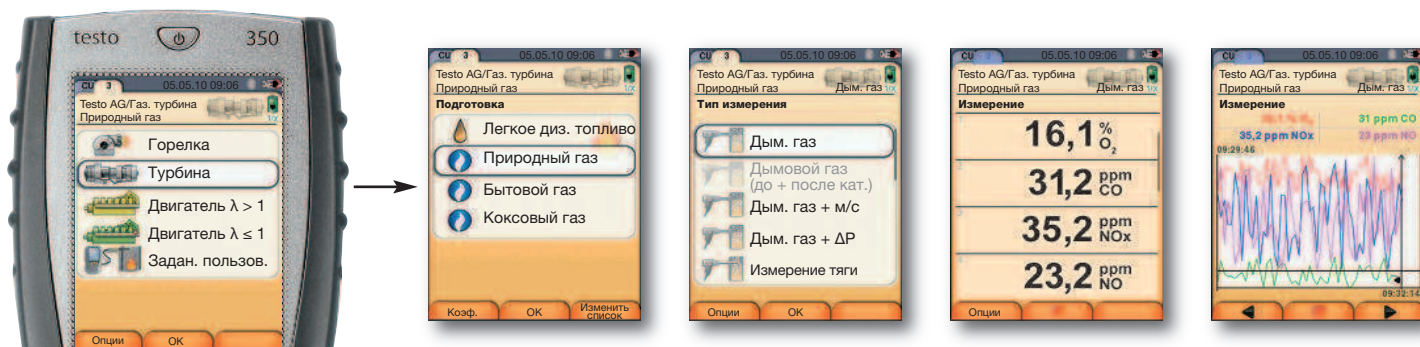 testo 350
CU 3 05.05.10 09:06
Testo AG/Газ. турбина
Природный газ 1/x
Горелка
Турбина
Двигатель λ > 1
Двигатель λ ≤ 1
Задан. пользов.
Опции OK
CU 3 05.05.10 09:06
Testo AG/Газ. турбина
Природный газ 1/x
Подготовка
Легкое диз. топливо
Природный газ
Бытовой газ
Коксовый газ
Коэф. OK Изменить
список
CU 3 05.05.10 09:06
Testo AG/Газ. турбина
Природный газ Дым. газ 1/x
Тип измерения
Дым. газ
Дымовой газ
(до + после кат.)
Дым. газ + м/с
Дым. газ + ΔP
Измерение тяги
Опции OK
CU 05.05.10 09:06
Testo AG/Газ. турбина
Природный газ Дым. газ 1/x
Измерение
16,1 % O2
31,2 ppm CO
35,2 ppm NOx
23,2 ppm NO
Опции
CU 05.05.10 09:06
Testo AG/Газ. турбина
Природный газ Дым. газ 1/x
Измерение
31 ppm CO
35,2 ppm NOx 23 ppm NO
09:29:46
09:32:14